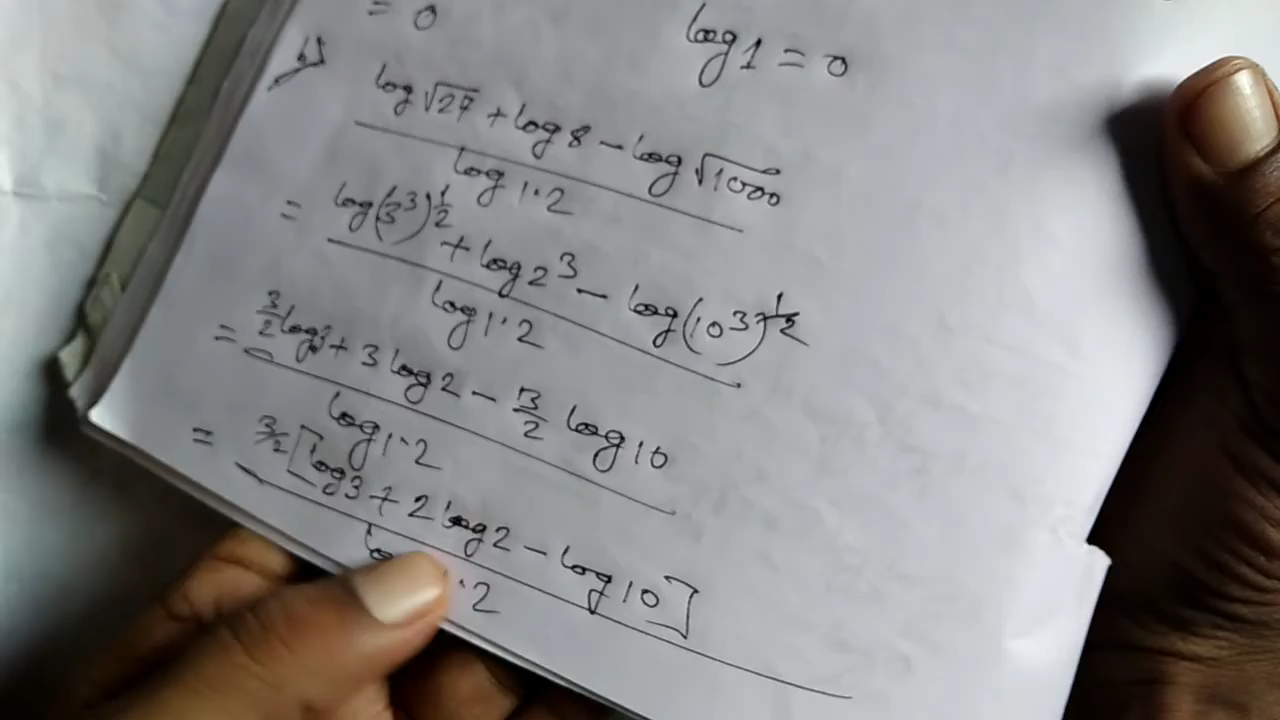 = 0
log 1 = 0
b)
log √27 + log 8 - log √1000
log 1.2
= log(3³)^1/2 + log 2³ - log(10³)^1/2
log 1.2
= 3/2 log 3 + 3 log 2 - 3/2 log 10
log 1.2
= 3/2 [log 3 + 2 log 2 - log 10]
.2